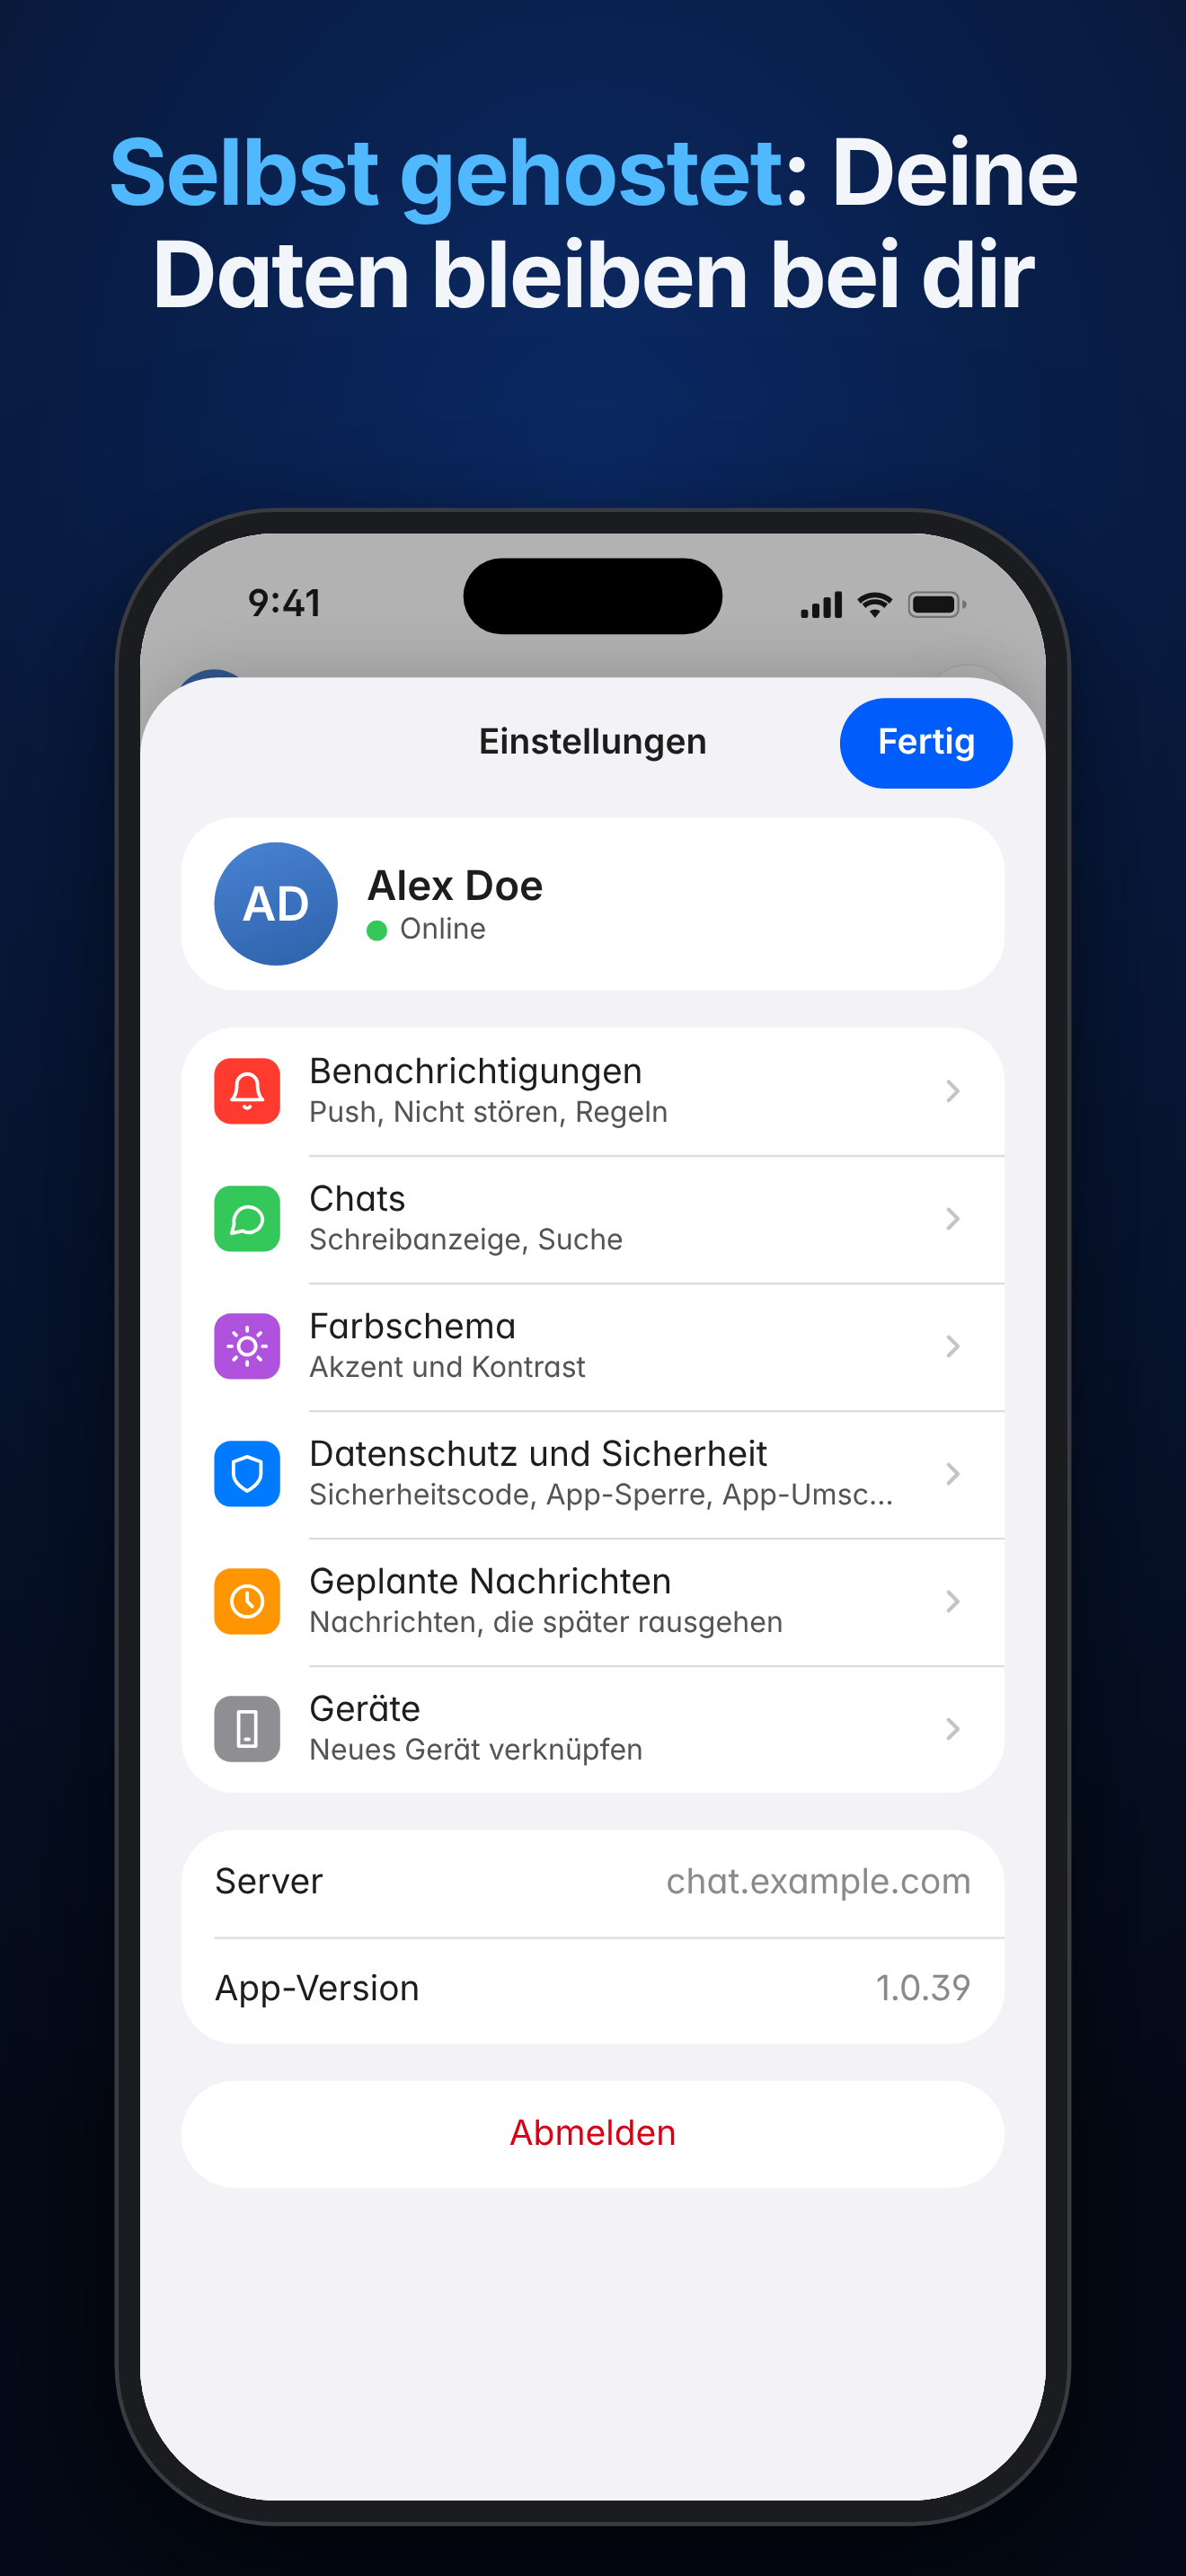 Selbst gehostet: Deine
Daten bleiben bei dir
9:41
Einstellungen
Fertig
AD
Alex Doe
Online
Benachrichtigungen
Push, Nicht stören, Regeln
Chats
Schreibanzeige, Suche
Farbschema
Akzent und Kontrast
Datenschutz und Sicherheit
Sicherheitscode, App-Sperre, App-Umsc...
Geplante Nachrichten
Nachrichten, die später rausgehen
Geräte
Neues Gerät verknüpfen
Server
chat.example.com
App-Version
1.0.39
Abmelden